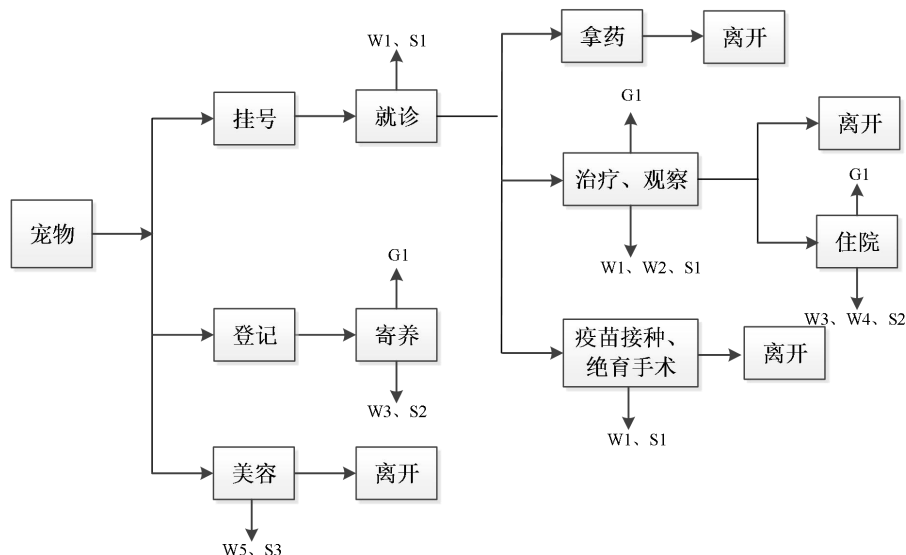 宠物
挂号
W1、S1
就诊
拿药
离开
G1
治疗、观察
W1、W2、S1
离开
G1
住院
W3、W4、S2
疫苗接种、
绝育手术
W1、S1
离开
登记
G1
寄养
W3、S2
美容
W5、S3
离开